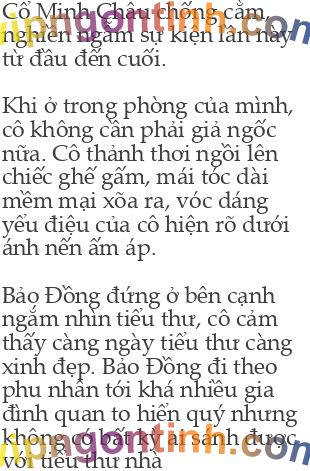 Cố Minh Châu chống cằm,
nghiền ngẫm sự kiện lần này
từ đầu đến cuối.
Khi ở trong phòng của mình,
cô không cần phải giả ngốc
nữa. Cô thảnh thơi ngồi lên
chiếc ghế gấm, mái tóc dài
mềm mại xõa ra, vóc dáng
yểu điệu của cô hiện rõ dưới
ánh nến ấm áp.
Bảo Đồng đứng ở bên cạnh
ngắm nhìn tiểu thư, cô cảm
thấy càng ngày tiểu thư càng
xinh đẹp. Bảo Đồng đi theo
phu nhân tới khá nhiều gia
đình quan to hiển quý nhưng
không có bất kỳ ai sánh được
với tiểu thư nhà
vipngontinh.com
vipngontinh.com